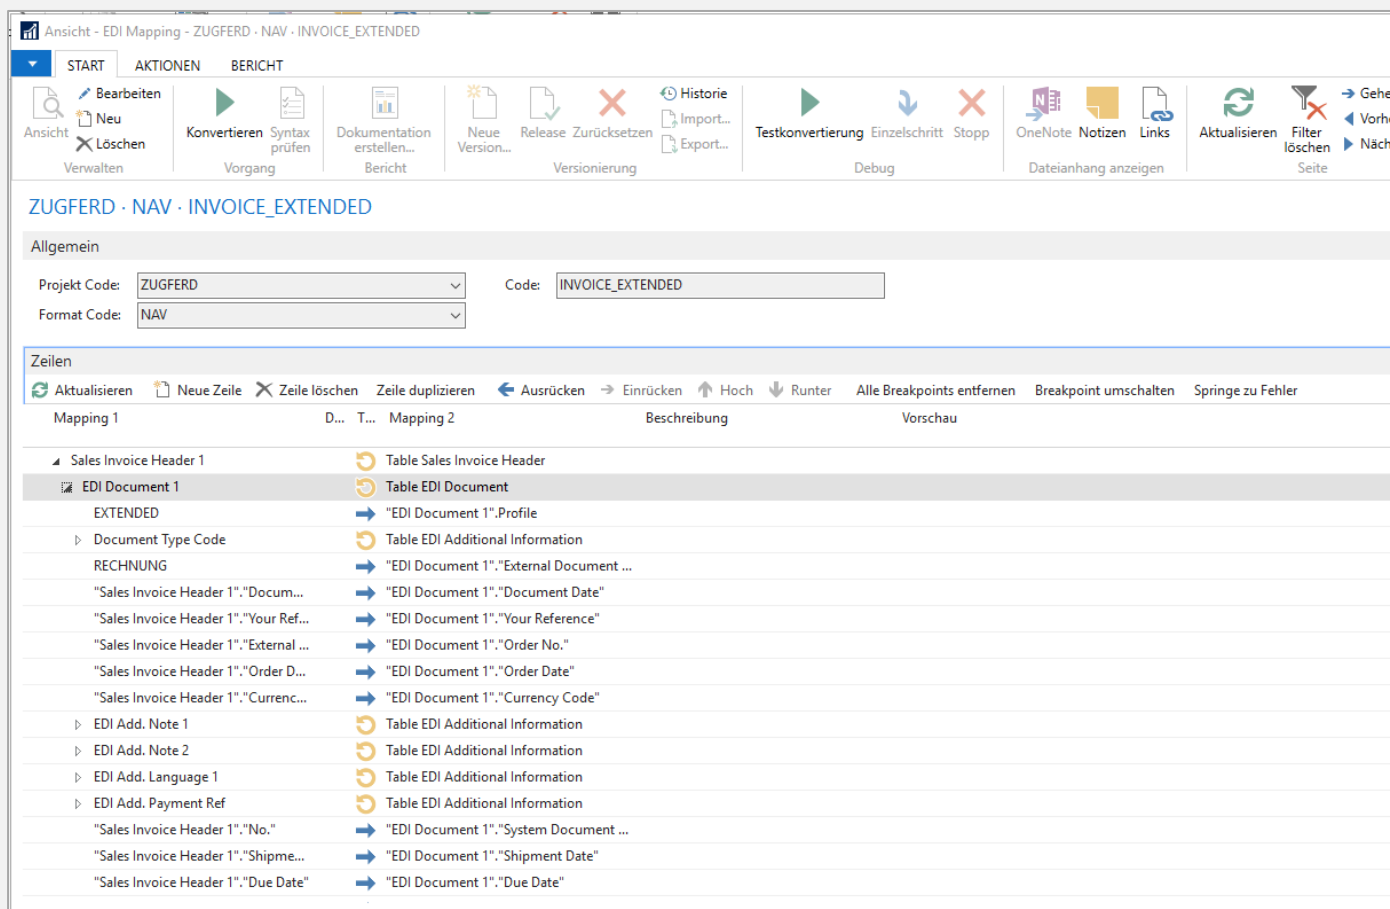 Ansicht - EDI Mapping - ZUGFERD · NAV · INVOICE_EXTENDED
START AKTIONEN BERICHT
Ansicht
Bearbeiten
Neu
Löschen
Verwalten
Konvertieren
Syntax prüfen
Vorgang
Dokumentation erstellen...
Bericht
Neue Version...
Release
Zurücksetzen
Historie
Import...
Export...
Versionierung
Testkonvertierung
Einzelschritt
Stopp
Debug
OneNote
Notizen
Links
Dateianhang anzeigen
Aktualisieren
Filter löschen
Gehe
Vorh
Näch
Seite
ZUGFERD · NAV · INVOICE_EXTENDED
Allgemein
Projekt Code: ZUGFERD Code: INVOICE_EXTENDED
Format Code: NAV
Zeilen
Aktualisieren Neue Zeile Zeile löschen Zeile duplizieren Ausrücken Einrücken Hoch Runter Alle Breakpoints entfernen Breakpoint umschalten Springe zu Fehler
Mapping 1 D... T... Mapping 2 Beschreibung Vorschau
Sales Invoice Header 1 Table Sales Invoice Header
EDI Document 1 Table EDI Document
EXTENDED "EDI Document 1".Profile
Document Type Code Table EDI Additional Information
RECHNUNG "EDI Document 1"."External Document ...
"Sales Invoice Header 1"."Docum... "EDI Document 1"."Document Date"
"Sales Invoice Header 1"."Your Ref... "EDI Document 1"."Your Reference"
"Sales Invoice Header 1"."External ... "EDI Document 1"."Order No."
"Sales Invoice Header 1"."Order D... "EDI Document 1"."Order Date"
"Sales Invoice Header 1"."Currenc... "EDI Document 1"."Currency Code"
EDI Add. Note 1 Table EDI Additional Information
EDI Add. Note 2 Table EDI Additional Information
EDI Add. Language 1 Table EDI Additional Information
EDI Add. Payment Ref Table EDI Additional Information
"Sales Invoice Header 1"."No." "EDI Document 1"."System Document ...
"Sales Invoice Header 1"."Shipme... "EDI Document 1"."Shipment Date"
"Sales Invoice Header 1"."Due Date" "EDI Document 1"."Due Date"